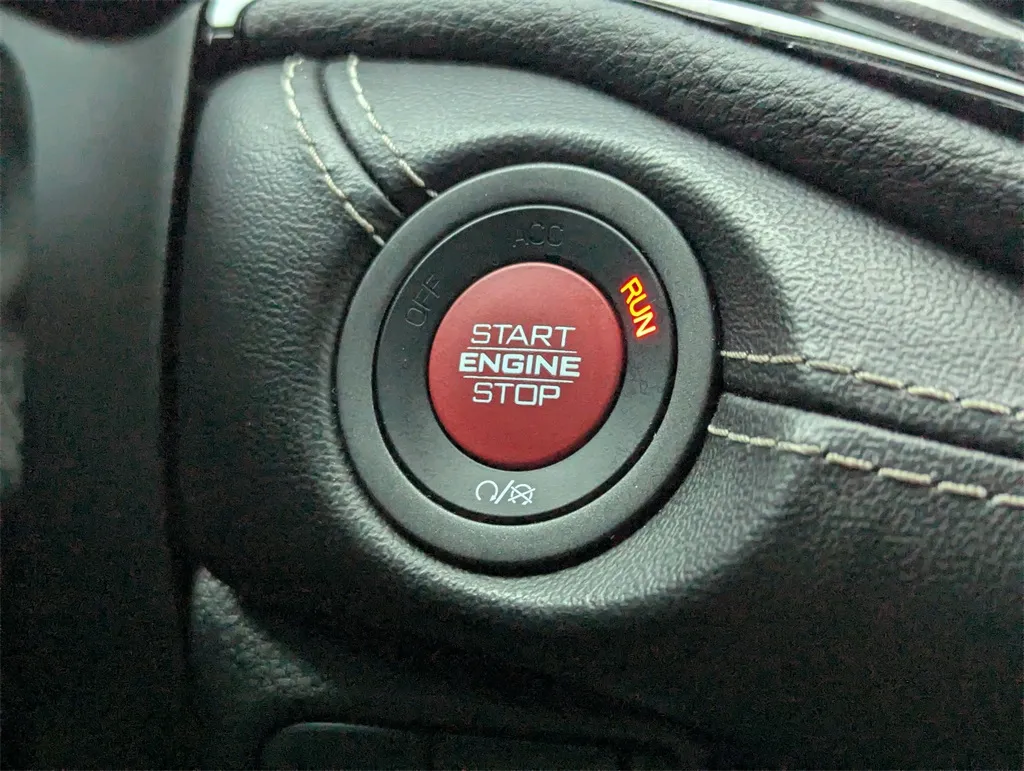 ACC
OFF
RUN
START
ENGINE
STOP